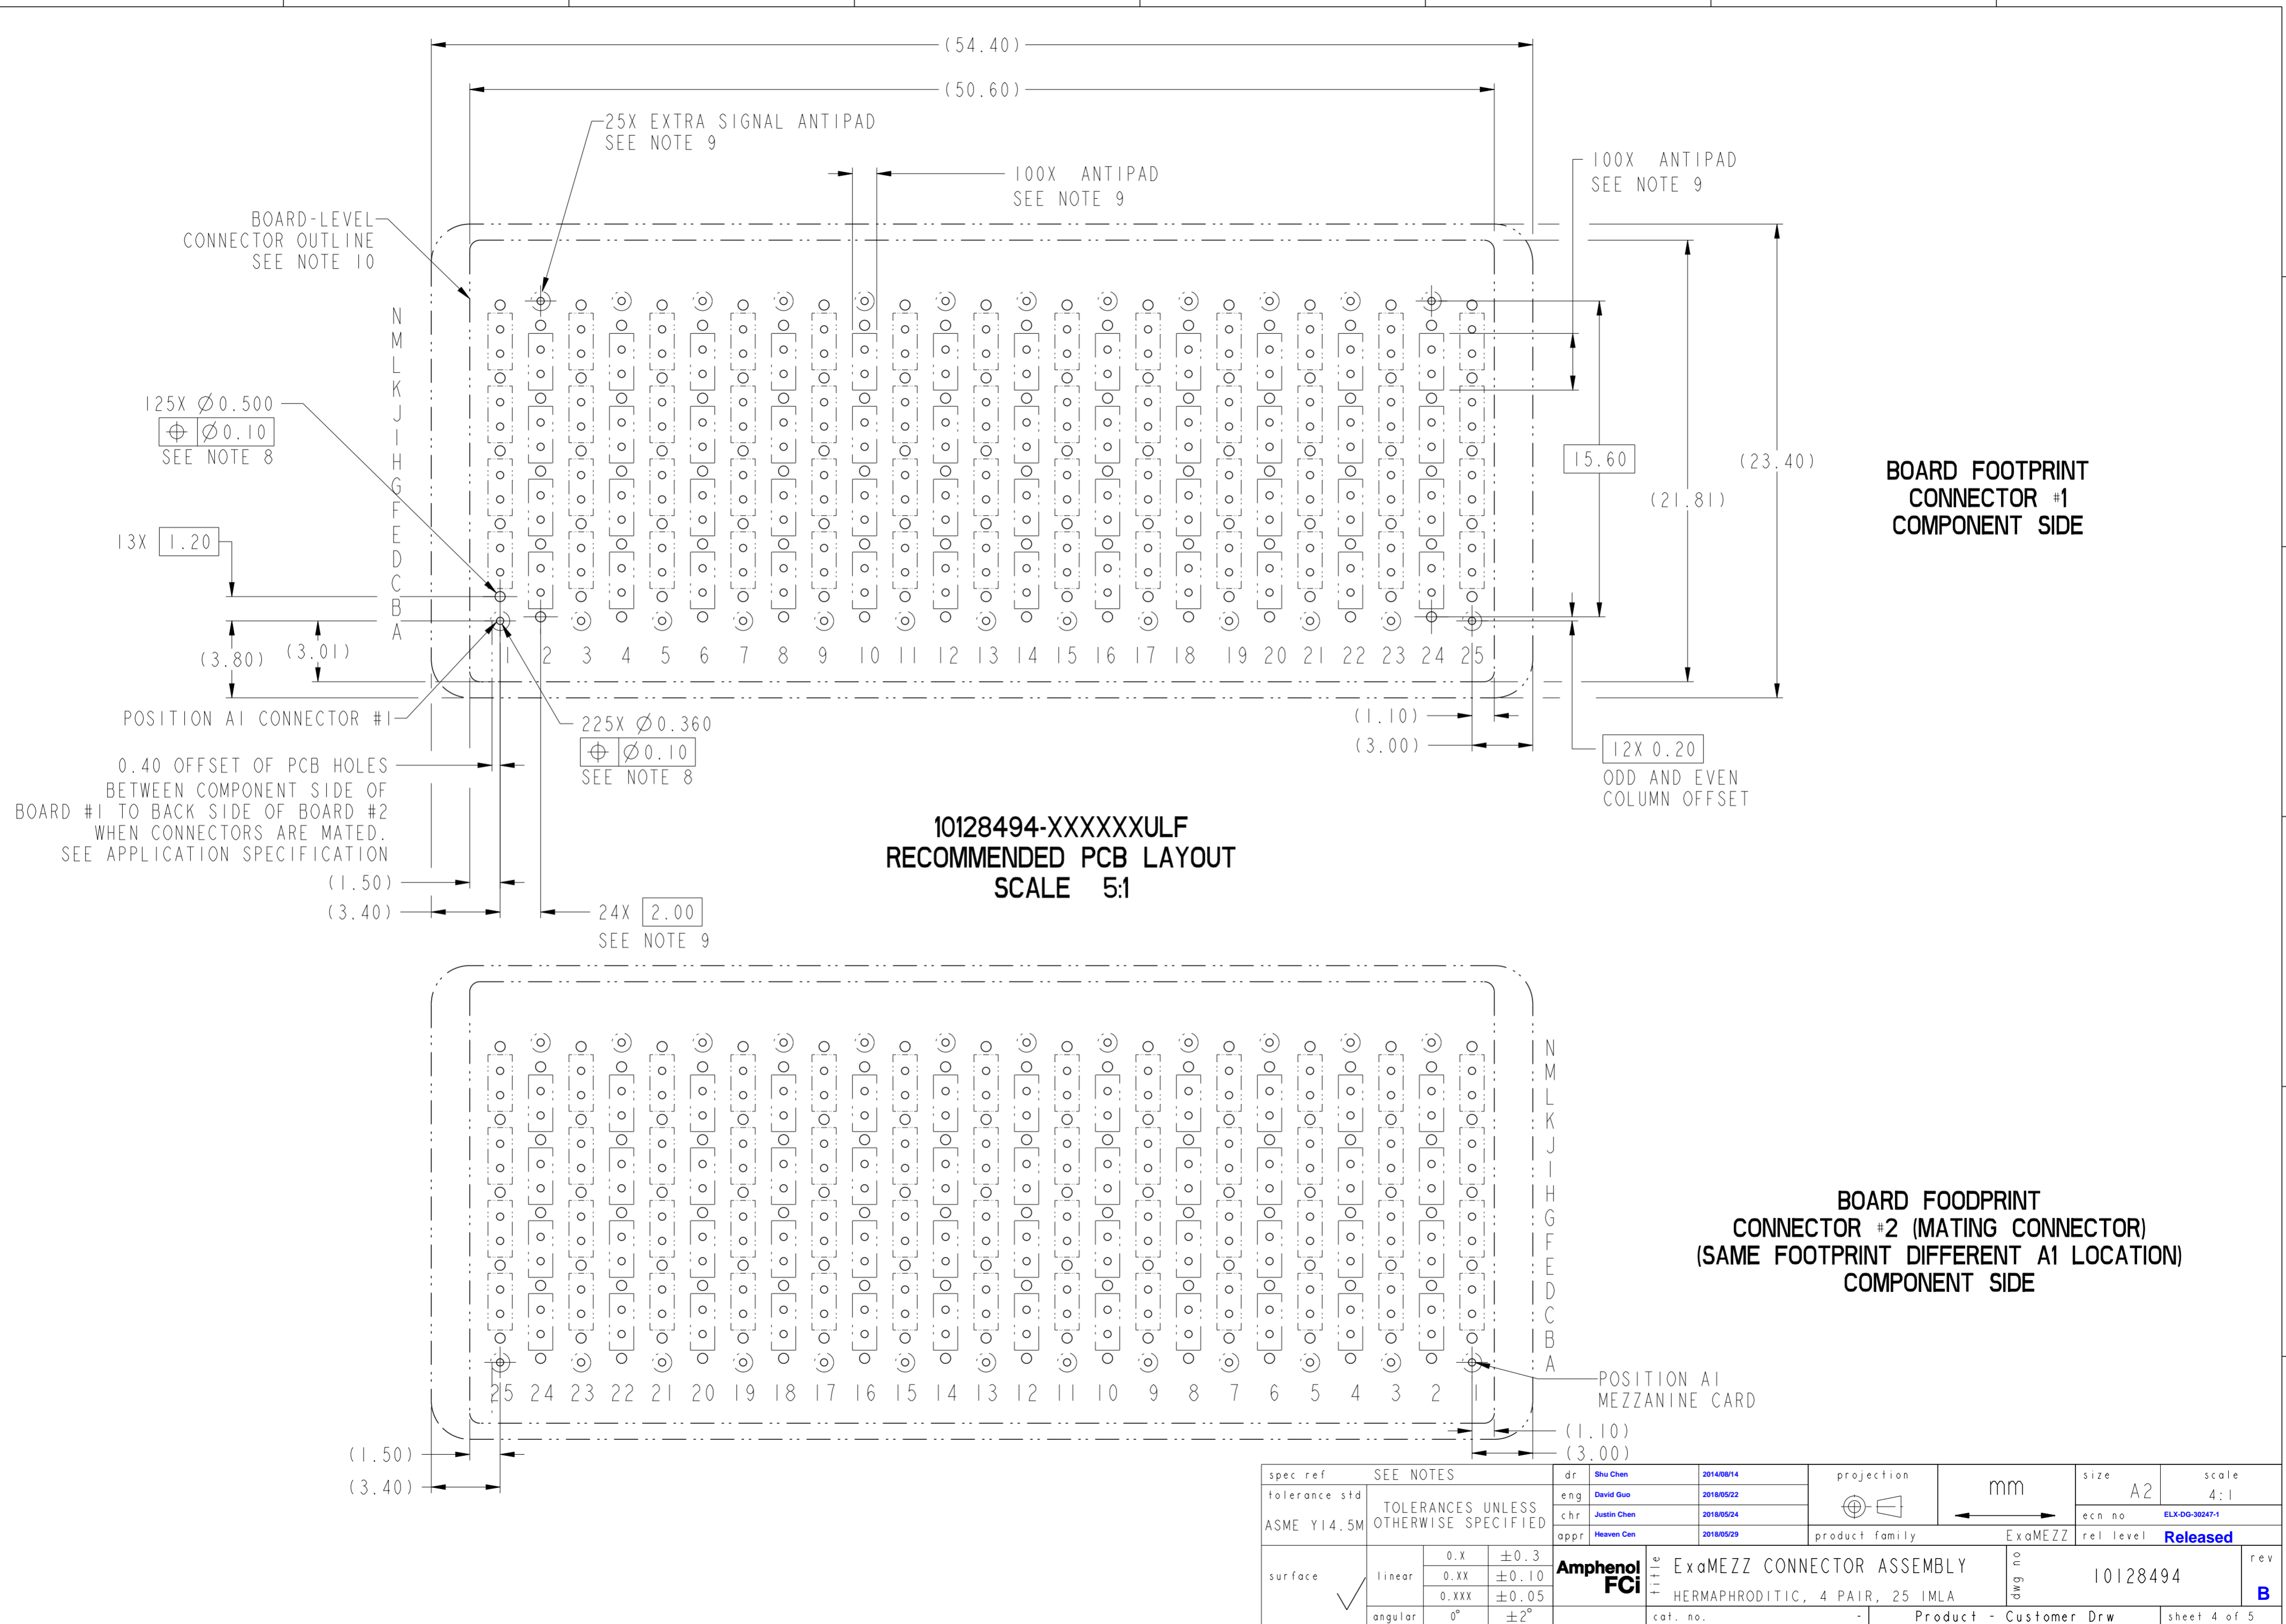 (54.40)
(50.60)
25X EXTRA SIGNAL ANTIPAD
SEE NOTE 9
100X ANTIPAD
SEE NOTE 9
100X ANTIPAD
SEE NOTE 9
BOARD-LEVEL
CONNECTOR OUTLINE
SEE NOTE 10
N
M
L
K
J
I
H
G
F
E
D
C
B
A
125X Ø0.500
⌖ Ø0.10
SEE NOTE 8
13X 1.20
(3.80)
(3.01)
15.60
(21.81)
(23.40)
BOARD FOOTPRINT
CONNECTOR #1
COMPONENT SIDE
1 2 3 4 5 6 7 8 9 10 11 12 13 14 15 16 17 18 19 20 21 22 23 24 25
POSITION A1 CONNECTOR #1
225X Ø0.360
⌖ Ø0.10
SEE NOTE 8
(1.10)
(3.00)
12X 0.20
ODD AND EVEN
COLUMN OFFSET
0.40 OFFSET OF PCB HOLES
BETWEEN COMPONENT SIDE OF
BOARD #1 TO BACK SIDE OF BOARD #2
WHEN CONNECTORS ARE MATED.
SEE APPLICATION SPECIFICATION
(1.50)
(3.40)
24X 2.00
SEE NOTE 9
10128494-XXXXXXULF
RECOMMENDED PCB LAYOUT
SCALE 5:1
N
M
L
K
J
I
H
G
F
E
D
C
B
A
BOARD FOODPRINT
CONNECTOR #2 (MATING CONNECTOR)
(SAME FOOTPRINT DIFFERENT A1 LOCATION)
COMPONENT SIDE
25 24 23 22 21 20 19 18 17 16 15 14 13 12 11 10 9 8 7 6 5 4 3 2 1
POSITION A1
MEZZANINE CARD
(1.10)
(3.00)
(1.50)
(3.40)
spec ref SEE NOTES
tolerance std
ASME Y14.5M
TOLERANCES UNLESS
OTHERWISE SPECIFIED
surface
linear
0.X ±0.3
0.XX ±0.10
0.XXX ±0.05
angular 0° ±2°
dr Shu Chen 2014/08/14
eng David Guo 2018/05/22
chr Justin Chen 2018/05/24
appr Heaven Cen 2018/05/29
projection
mm
size A2
scale 4:1
ecn no ELX-DG-30247-1
product family ExaMEZZ
rel level Released
Amphenol
FCi
title ExaMEZZ CONNECTOR ASSEMBLY
HERMAPHRODITIC, 4 PAIR, 25 IMLA
dwg no 10128494
rev B
cat. no. -
Product - Customer Drw
sheet 4 of 5